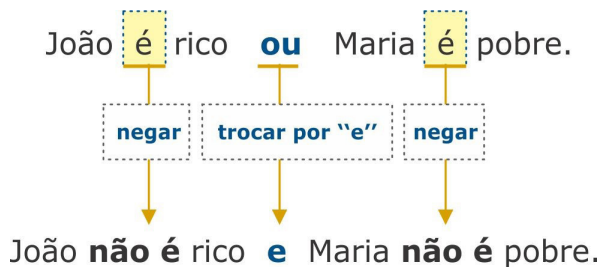 João é rico ou Maria é pobre.
negar trocar por “e” negar
João não é rico e Maria não é pobre.